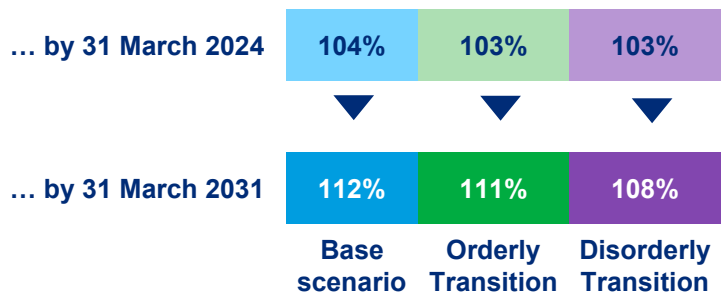 … by 31 March 2024 104% 103% 103%
… by 31 March 2031 112% 111% 108%
Base Orderly Disorderly
scenario Transition Transition